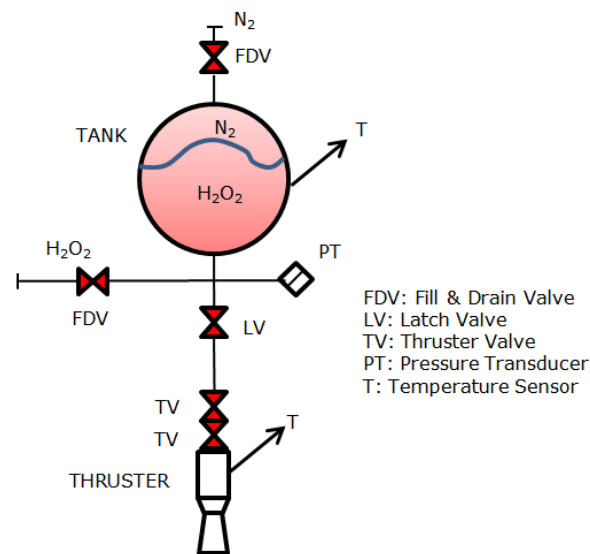 N₂
FDV
TANK
N₂
T
H₂O₂
H₂O₂
PT
FDV
LV
FDV: Fill & Drain Valve
LV: Latch Valve
TV: Thruster Valve
PT: Pressure Transducer
T: Temperature Sensor
TV
T
TV
THRUSTER